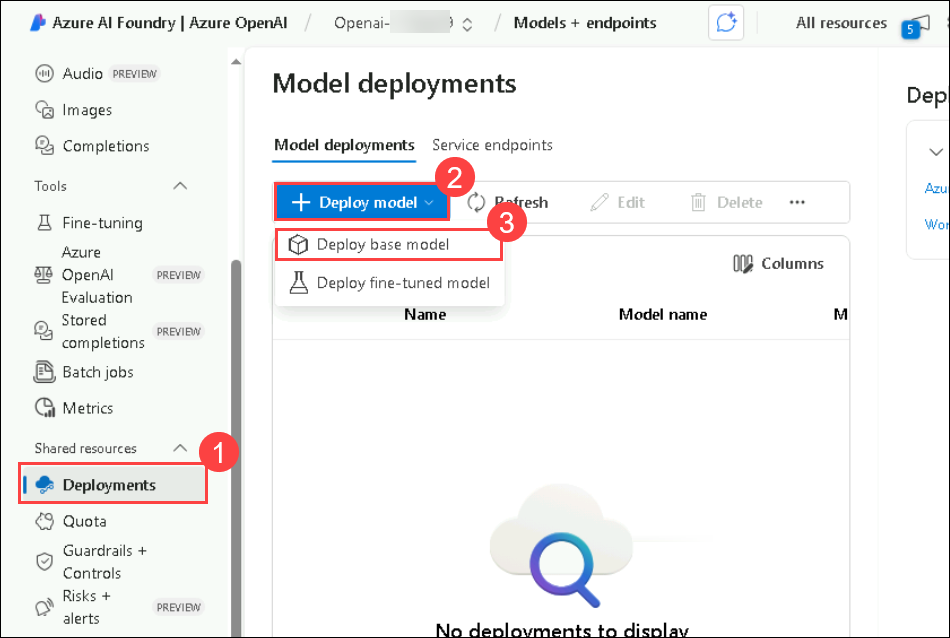 Azure AI Foundry | Azure OpenAI / Openai- 9 / Models + endpoints All resources 5
Audio PREVIEW
Images
Completions
Tools
Fine-tuning
Azure
OpenAI PREVIEW
Evaluation
Stored
completions PREVIEW
Batch jobs
Metrics
Shared resources
1
Deployments
Quota
Guardrails +
Controls
Risks +
alerts PREVIEW
Model deployments
Model deployments Service endpoints
2
Deploy model Refresh Edit Delete ...
3
Deploy base model
Deploy fine-tuned model
Columns
Name Model name M
No deployments to display
Depl
Azu
Wor